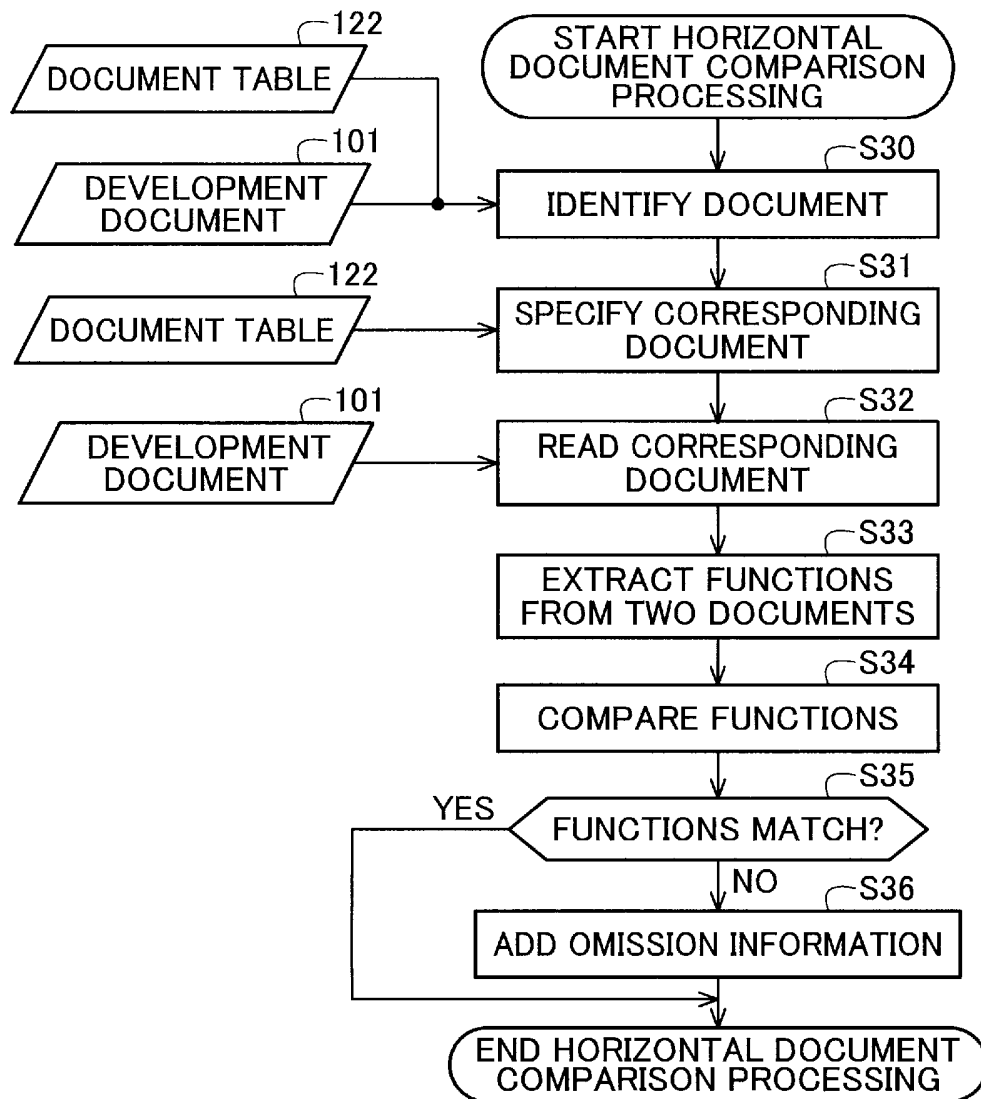 122
DOCUMENT TABLE
START HORIZONTAL
DOCUMENT COMPARISON
PROCESSING
101
DEVELOPMENT
DOCUMENT
S30
IDENTIFY DOCUMENT
122
DOCUMENT TABLE
S31
SPECIFY CORRESPONDING
DOCUMENT
101
DEVELOPMENT
DOCUMENT
S32
READ CORRESPONDING
DOCUMENT
S33
EXTRACT FUNCTIONS
FROM TWO DOCUMENTS
S34
COMPARE FUNCTIONS
S35
YES
FUNCTIONS MATCH?
NO
S36
ADD OMISSION INFORMATION
END HORIZONTAL DOCUMENT
COMPARISON PROCESSING